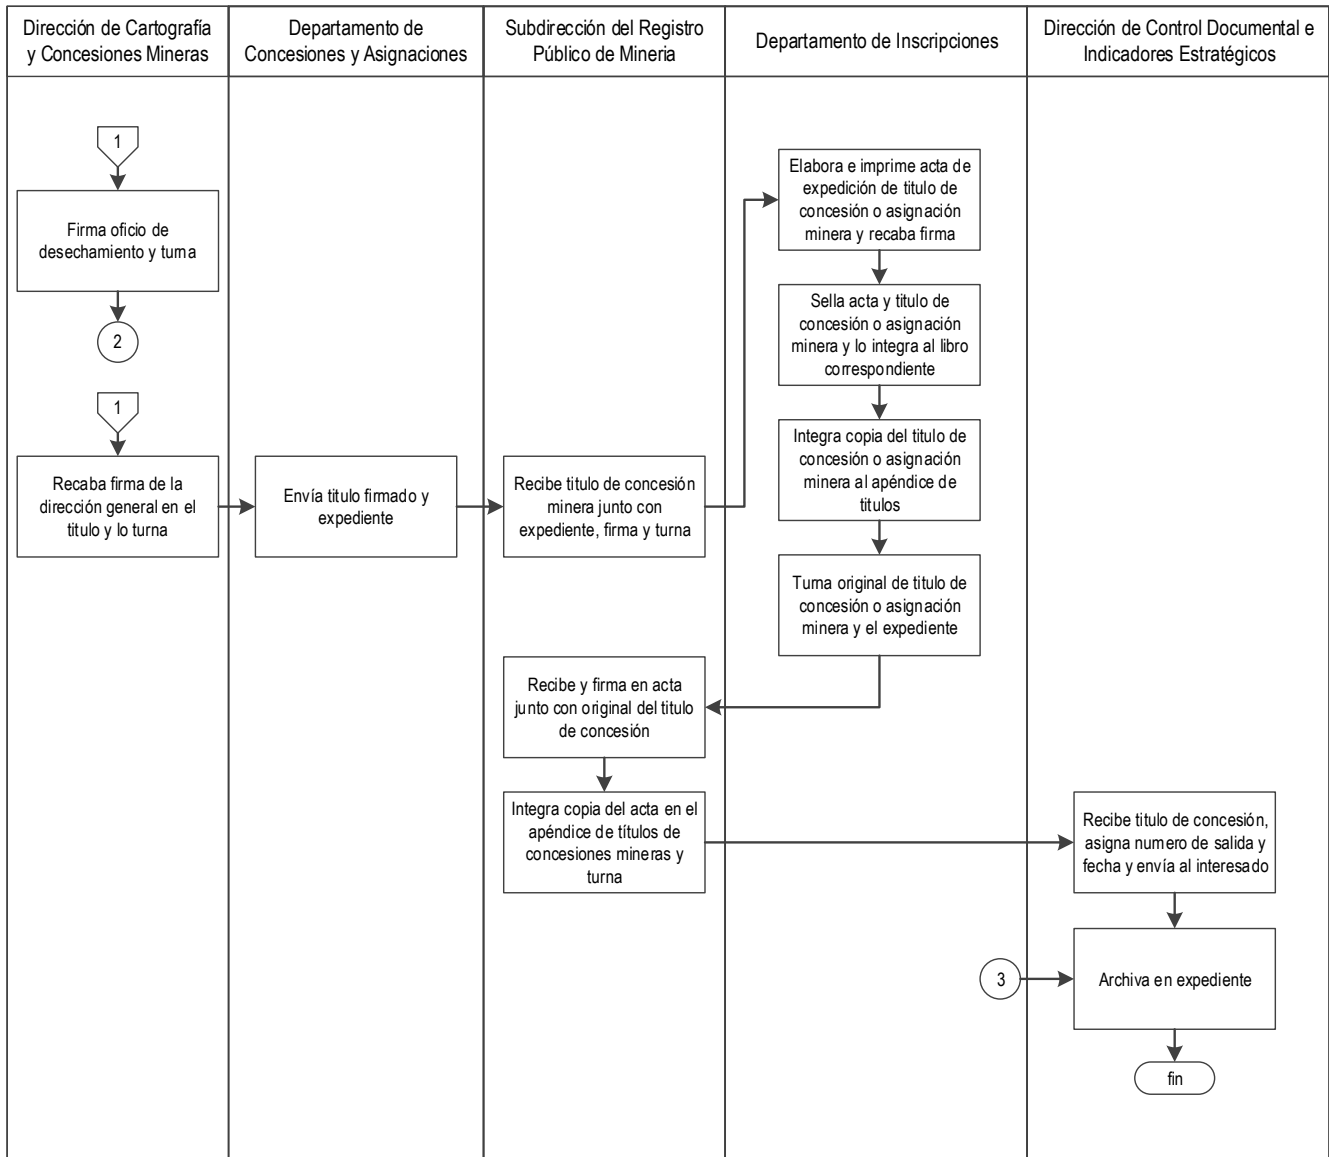 Dirección de Cartografía
y Concesiones Mineras
Departamento de
Concesiones y Asignaciones
Subdirección del Registro
Público de Mineria
Departamento de Inscripciones
Dirección de Control Documental e
Indicadores Estratégicos
1
Firma oficio de
desechamiento y turna
2
1
Recaba firma de la
dirección general en el
titulo y lo turna
Envía titulo firmado y
expediente
Recibe titulo de concesión
minera junto con
expediente, firma y turna
Elabora e imprime acta de
expedición de titulo de
concesión o asignación
minera y recaba firma
Sella acta y titulo de
concesión o asignación
minera y lo integra al libro
correspondiente
Integra copia del titulo de
concesión o asignación
minera al apéndice de
titulos
Turna original de titulo de
concesión o asignación
minera y el expediente
Recibe y firma en acta
junto con original del titulo
de concesión
Integra copia del acta en el
apéndice de títulos de
concesiones mineras y
turna
Recibe titulo de concesión,
asigna numero de salida y
fecha y envía al interesado
3
Archiva en expediente
fin